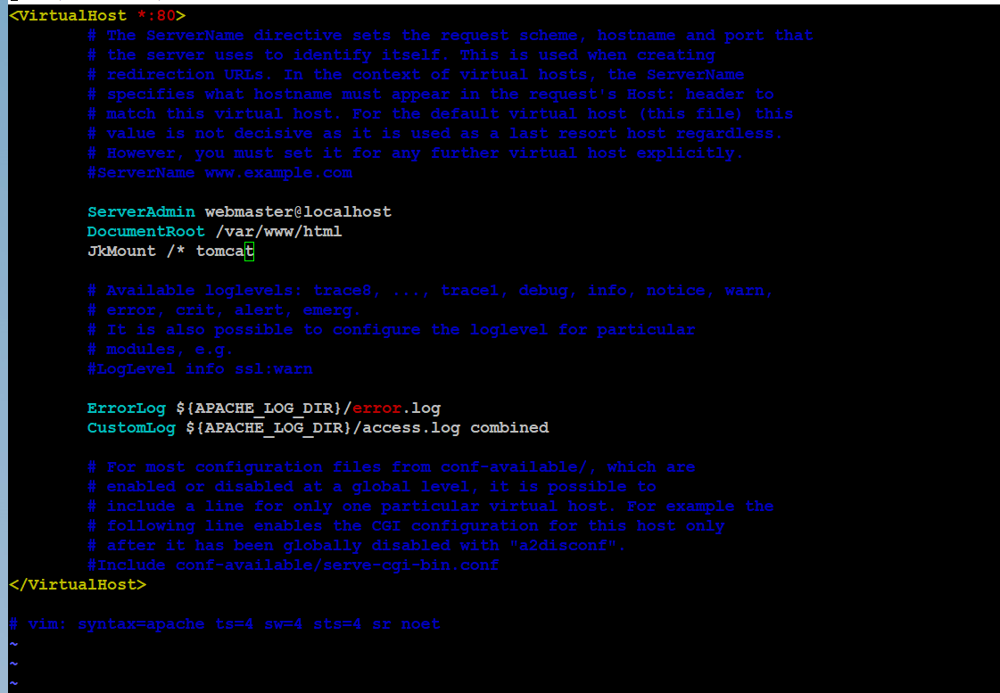 <VirtualHost *:80>
# The ServerName directive sets the request scheme, hostname and port that
# the server uses to identify itself. This is used when creating
# redirection URLs. In the context of virtual hosts, the ServerName
# specifies what hostname must appear in the request's Host: header to
# match this virtual host. For the default virtual host (this file) this
# value is not decisive as it is used as a last resort host regardless.
# However, you must set it for any further virtual host explicitly.
#ServerName www.example.com
ServerAdmin webmaster@localhost
DocumentRoot /var/www/html
JkMount /* tomcat
# Available loglevels: trace8, ..., trace1, debug, info, notice, warn,
# error, crit, alert, emerg.
# It is also possible to configure the loglevel for particular
# modules, e.g.
#LogLevel info ssl:warn
ErrorLog ${APACHE_LOG_DIR}/error.log
CustomLog ${APACHE_LOG_DIR}/access.log combined
# For most configuration files from conf-available/, which are
# enabled or disabled at a global level, it is possible to
# include a line for only one particular virtual host. For example the
# following line enables the CGI configuration for this host only
# after it has been globally disabled with "a2disconf".
#Include conf-available/serve-cgi-bin.conf
</VirtualHost>
# vim: syntax=apache ts=4 sw=4 sts=4 sr noet
~
~
~